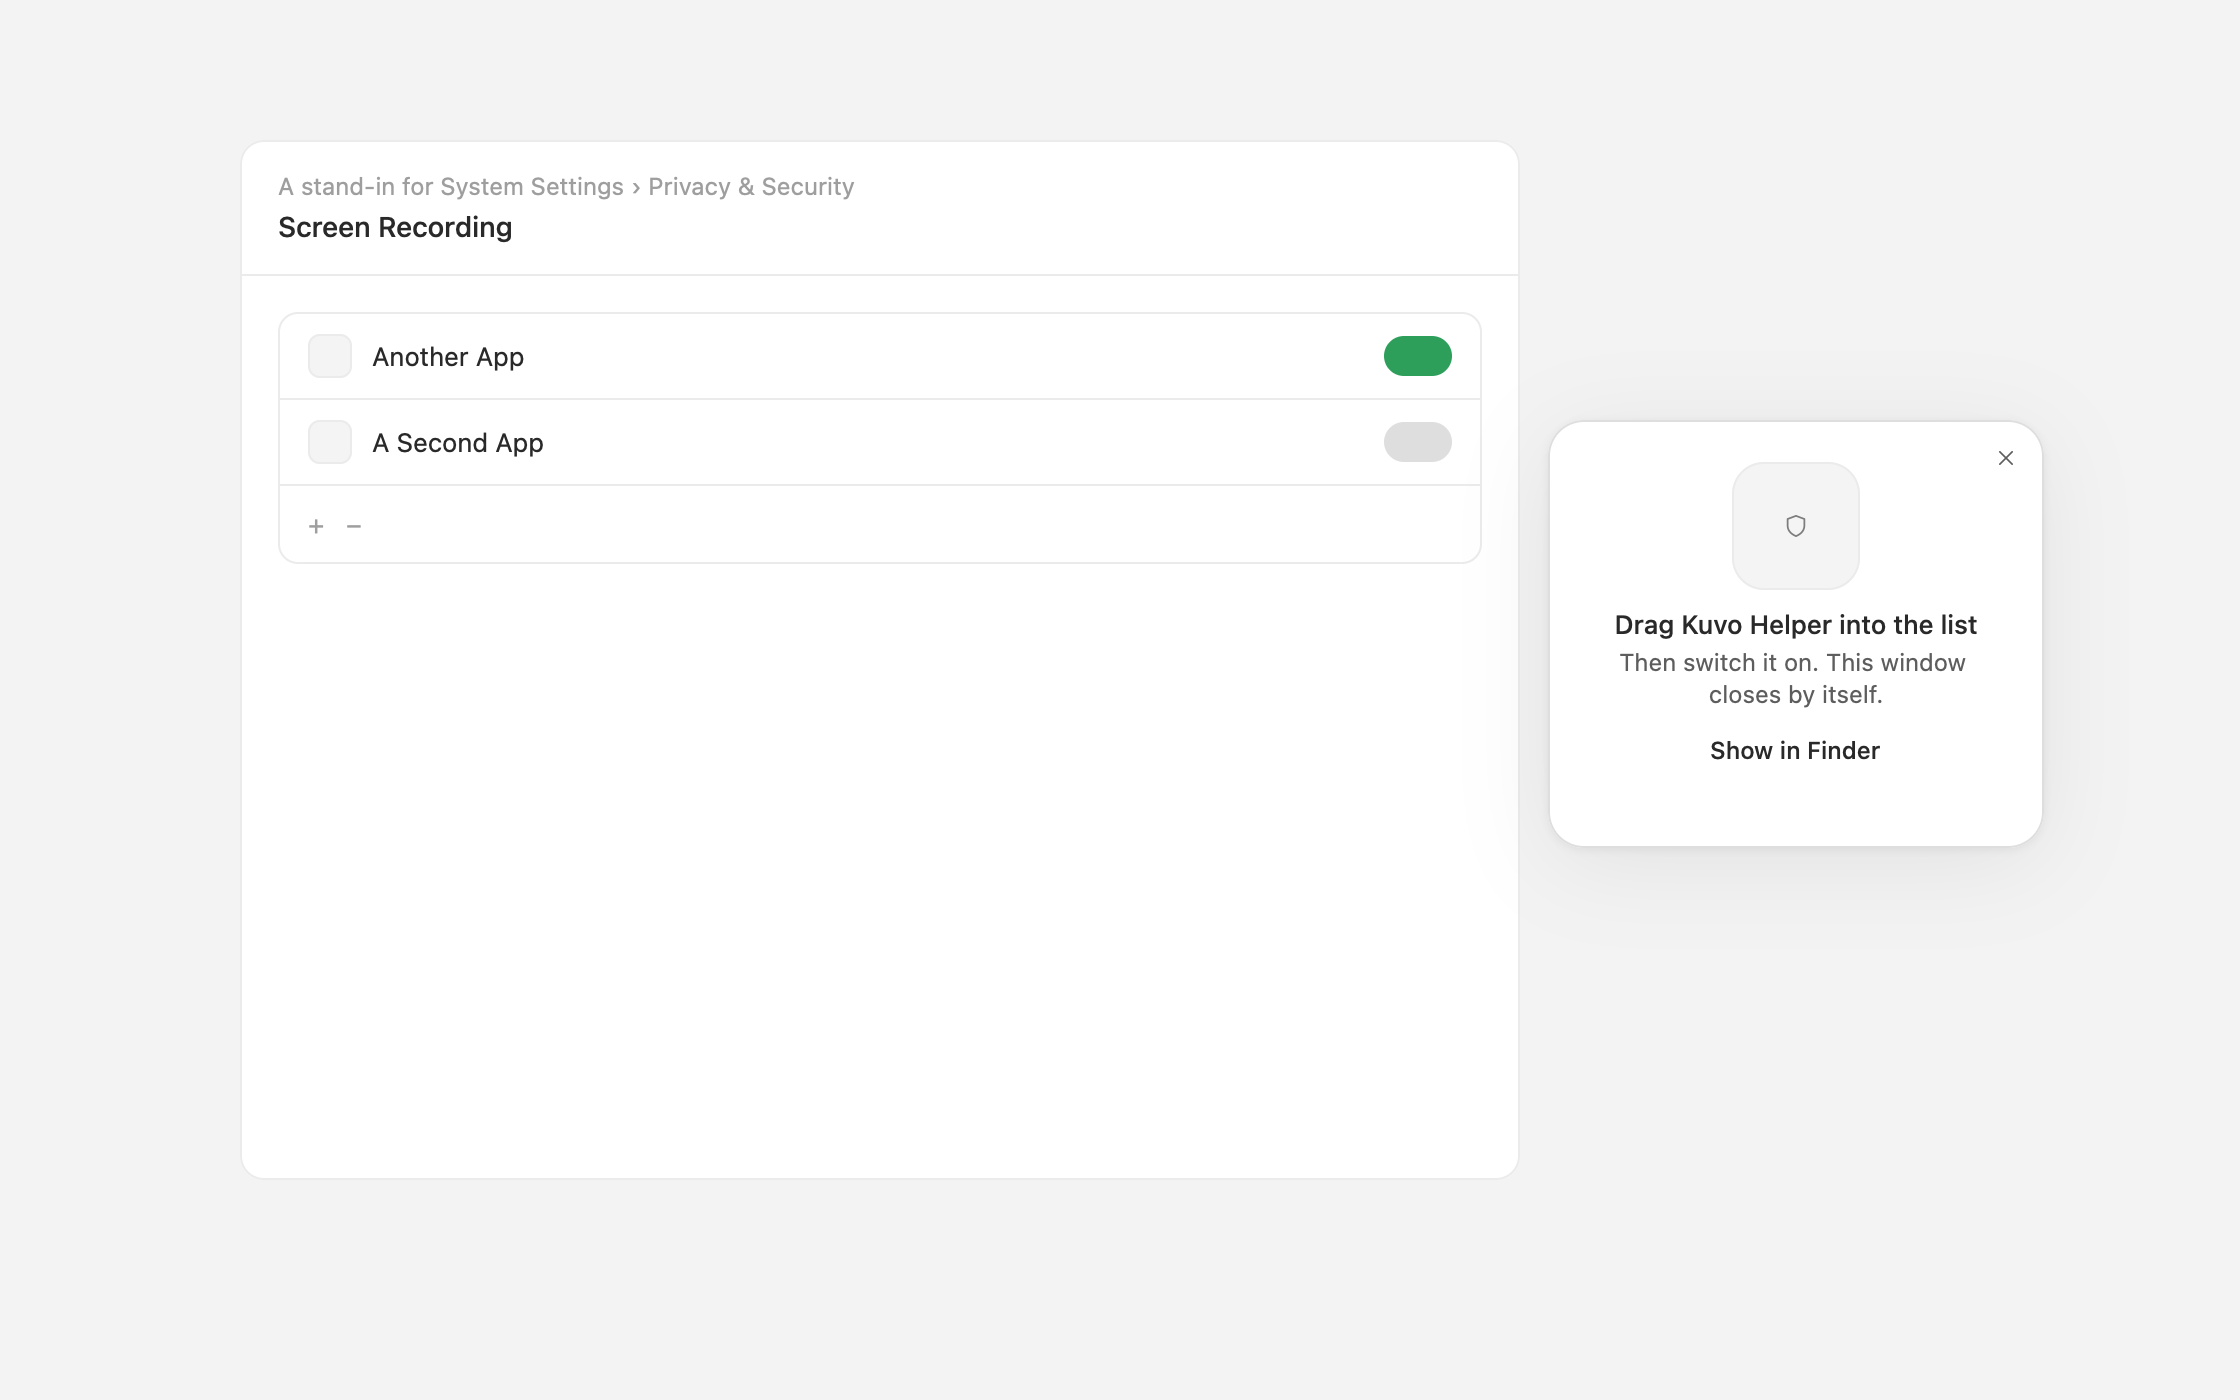 A stand-in for System Settings › Privacy & Security
Screen Recording
Another App
A Second App
+ −
Drag Kuvo Helper into the list
Then switch it on. This window
closes by itself.
Show in Finder